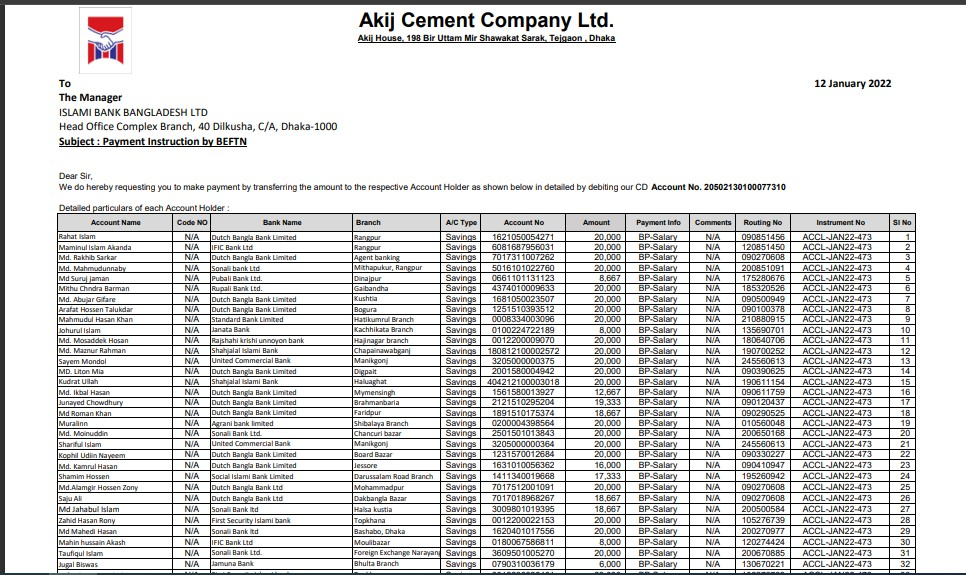 Akij Cement Company Ltd.
Akij House, 198 Bir Uttam Mir Shawakat Sarak, Tejgaon , Dhaka
To
12 January 2022
The Manager
ISLAMI BANK BANGLADESH LTD
Head Office Complex Branch, 40 Dilkusha, C/A, Dhaka-1000
Subject : Payment Instruction by BEFTN
Dear Sir,
We do hereby requesting you to make payment by transferring the amount to the respective Account Holder as shown below in detailed by debiting our CD Account No. 20502130100077310
Detailed particulars of each Account Holder :
Account Name Code NO Bank Name Branch A/C Type Account No Amount Payment Info Comments Routing No Instrument No Sl No
Rahat Islam N/A Dutch Bangla Bank Limited Rangpur Savings 1621050054271 20,000 BP-Salary N/A 090851456 ACCL-JAN22-473 1
Maminul Islam Akanda N/A IFIC Bank Ltd Rangpur Savings 6081687956031 20,000 BP-Salary N/A 120851450 ACCL-JAN22-473 2
Md. Rakhib Sarkar N/A Dutch Bangla Bank Limited Agent banking Savings 7017311007262 20,000 BP-Salary N/A 090270608 ACCL-JAN22-473 3
Md. Mahmudunnaby N/A Sonali bank Ltd Mithapukur, Rangpur Savings 5016101022760 20,000 BP-Salary N/A 200851091 ACCL-JAN22-473 4
Md Suruj jaman N/A Pubali Bank Ltd. Dinajpur Savings 0661101131123 8,667 BP-Salary N/A 175280676 ACCL-JAN22-473 5
Mithu Chndra Barman N/A Rupali Bank Ltd. Gaibandha Savings 4374010009633 20,000 BP-Salary N/A 185320526 ACCL-JAN22-473 6
Md. Abujar Gifare N/A Dutch Bangla Bank Limited Kushtia Savings 1681050023507 20,000 BP-Salary N/A 090500949 ACCL-JAN22-473 7
Arafat Hossen Talukdar N/A Dutch Bangla Bank Limited Bogura Savings 1251510393512 20,000 BP-Salary N/A 090100378 ACCL-JAN22-473 8
Mahmudul Hasan Khan N/A Standard Bank Limited Hatikumrul Branch Savings 0008334003096 20,000 BP-Salary N/A 210880915 ACCL-JAN22-473 9
Johurul Islam N/A Janata Bank Kachhikata Branch Savings 0100224722189 8,000 BP-Salary N/A 135690701 ACCL-JAN22-473 10
Md. Mosaddek Hosan N/A Rajshahi krishi unnoyon bank Hajinagar branch Savings 0012200009070 20,000 BP-Salary N/A 180640706 ACCL-JAN22-473 11
Md. Maznur Rahman N/A Shahjalal Islami Bank Chapainawabganj Savings 180812100002572 20,000 BP-Salary N/A 190700252 ACCL-JAN22-473 12
Sayem Mondol N/A United Commercial Bank Manikgonj Savings 3205000000375 20,000 BP-Salary N/A 245560613 ACCL-JAN22-473 13
MD. Liton Mia N/A Dutch Bangla Bank Limited Digpait Savings 2001580004942 20,000 BP-Salary N/A 090390625 ACCL-JAN22-473 14
Kudrat Ullah N/A Shahjalal Islami Bank Haluaghat Savings 404212100003018 20,000 BP-Salary N/A 190611154 ACCL-JAN22-473 15
Md. Ikbal Hasan N/A Dutch Bangla Bank Limited Mymensingh Savings 1561580013927 12,667 BP-Salary N/A 090611759 ACCL-JAN22-473 16
Junayed Chowdhury N/A Dutch Bangla Bank Limited Brahmanbaria Savings 2121510295204 19,333 BP-Salary N/A 090120437 ACCL-JAN22-473 17
Md Roman Khan N/A Dutch Bangla Bank Limited Faridpur Savings 1891510175374 18,667 BP-Salary N/A 090290525 ACCL-JAN22-473 18
Muralinn N/A Agrani bank limited Shibalaya Branch Savings 0200004398564 20,000 BP-Salary N/A 010560048 ACCL-JAN22-473 19
Md. Moinuddin N/A Sonali Bank Ltd. Chancuri bazar Savings 2501501013843 20,000 BP-Salary N/A 200650168 ACCL-JAN22-473 20
Shariful Islam N/A United Commercial Bank Manikgonj Savings 3205000000364 20,000 BP-Salary N/A 245560613 ACCL-JAN22-473 21
Kophil Udiin Nayeem N/A Dutch Bangla Bank Limited Board Bazar Savings 1231570012684 20,000 BP-Salary N/A 090330227 ACCL-JAN22-473 22
Md. Kamrul Hasan N/A Dutch Bangla Bank Limited Jessore Savings 1631010056362 16,000 BP-Salary N/A 090410947 ACCL-JAN22-473 23
Shamim Hossen N/A Social Islami Bank Limited Darussalam Road Branch Savings 1411340019668 17,333 BP-Salary N/A 195260942 ACCL-JAN22-473 24
Md.Alamgir Hossen Zony N/A Dutch Bangla Bank Ltd Mohammadpur Savings 7017512001091 20,000 BP-Salary N/A 090270608 ACCL-JAN22-473 25
Saju Ali N/A Dutch Bangla Bank Ltd Dakbangla Bazar Savings 7017018968267 18,667 BP-Salary N/A 090270608 ACCL-JAN22-473 26
Md Jahabul Islam N/A Sonali bank ltd Halsa kustia Savings 3009801019395 18,667 BP-Salary N/A 200500584 ACCL-JAN22-473 27
Zahid Hasan Rony N/A First Security Islami bank Topkhana Savings 0012200022153 20,000 BP-Salary N/A 105276739 ACCL-JAN22-473 28
Md Mahedi Hasan N/A Sonali Bank ltd Bashabo, Dhaka Savings 1620401017556 20,000 BP-Salary N/A 200270977 ACCL-JAN22-473 29
Mahin hussain Akash N/A IFIC Bank Ltd Moulibazar Savings 0180067586811 8,000 BP-Salary N/A 120274424 ACCL-JAN22-473 30
Taufiqul Islam N/A Sonali Bank Ltd. Foreign Exchange Narayan Savings 3609501005270 20,000 BP-Salary N/A 200670885 ACCL-JAN22-473 31
Jugal Biswas N/A Jamuna Bank Bhulta Branch Savings 0790310036179 6,000 BP-Salary N/A 130670221 ACCL-JAN22-473 32